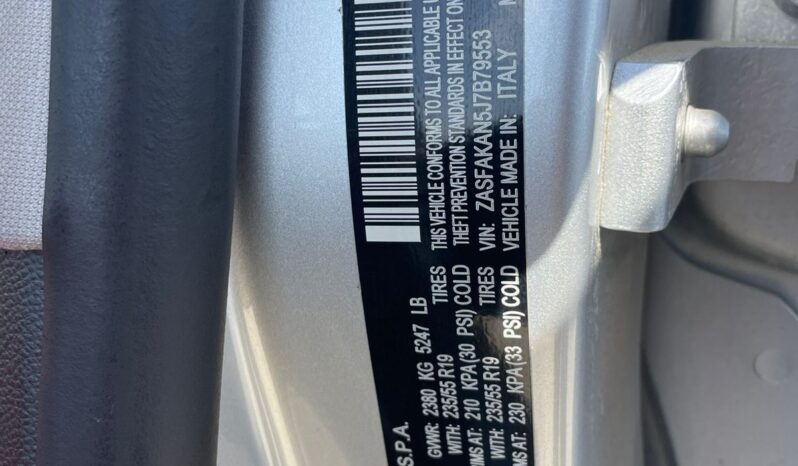 S.P.A.
GVWR: 2380 KG 5247 LB
WITH: 235/55 R19 TIRES
AT: 210 KPA(30 PSI) COLD
WITH: 235/55 R19 TIRES
MS AT: 230 KPA(33 PSI) COLD
THIS VEHICLE CONFORMS TO ALL APPLICABLE
THEFT PREVENTION STANDARDS IN EFFECT ON
VIN: ZASFAKAN5J7B79553
VEHICLE MADE IN: ITALY